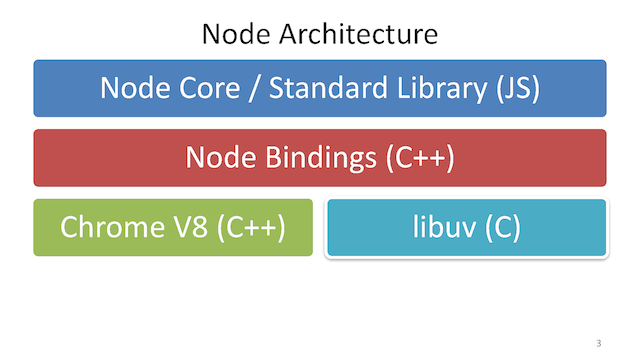 Node Architecture
Node Core / Standard Library (JS)
Node Bindings (C++)
Chrome V8 (C++)
libuv (C)
3